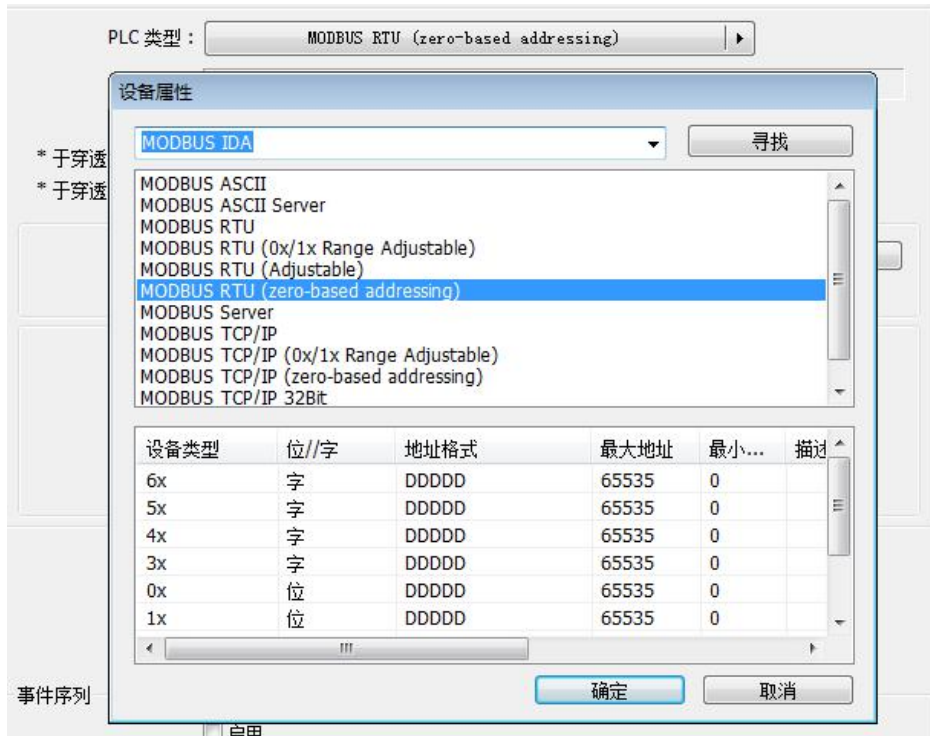 PLC 类型： MODBUS RTU (zero-based addressing)
设备属性
MODBUS IDA 寻找
* 于穿透
* 于穿透
MODBUS ASCII
MODBUS ASCII Server
MODBUS RTU
MODBUS RTU (0x/1x Range Adjustable)
MODBUS RTU (Adjustable)
MODBUS RTU (zero-based addressing)
MODBUS Server
MODBUS TCP/IP
MODBUS TCP/IP (0x/1x Range Adjustable)
MODBUS TCP/IP (zero-based addressing)
MODBUS TCP/IP 32Bit
设备类型 位//字 地址格式 最大地址 最小... 描述
6x 字 DDDDD 65535 0
5x 字 DDDDD 65535 0
4x 字 DDDDD 65535 0
3x 字 DDDDD 65535 0
0x 位 DDDDD 65535 0
1x 位 DDDDD 65535 0
确定 取消
事件序列
启用